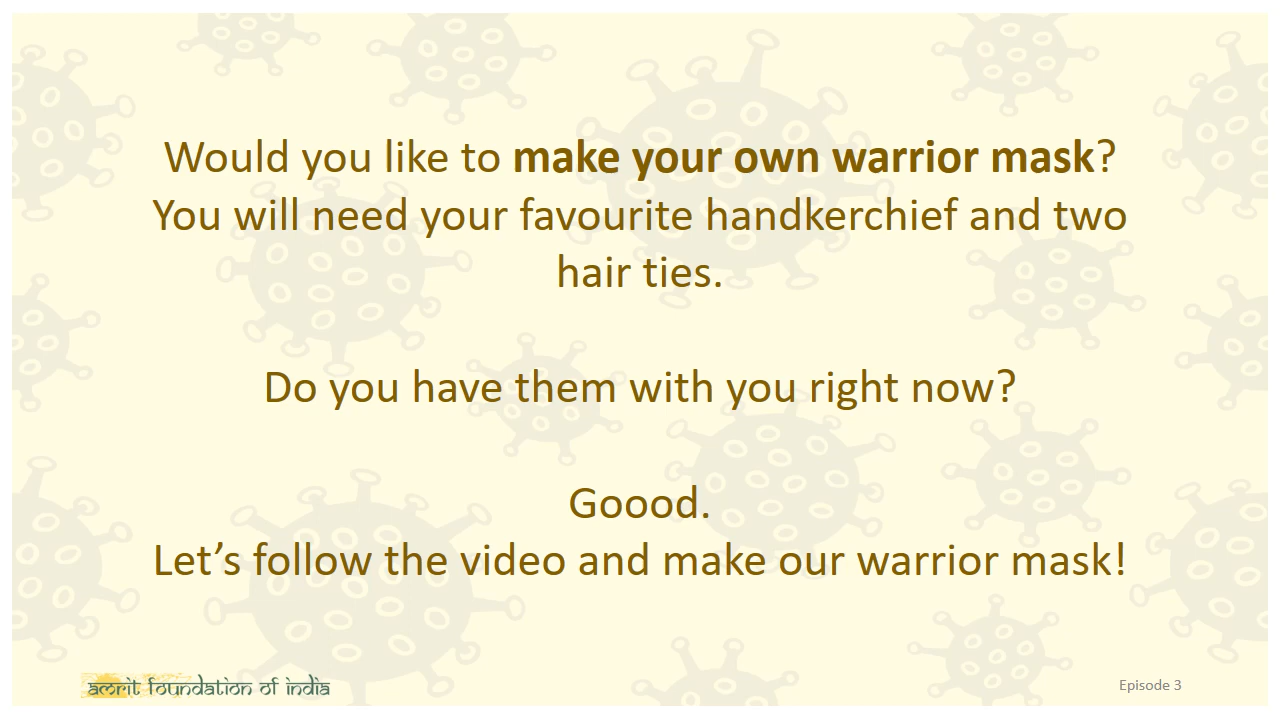 Would you like to make your own warrior mask?
You will need your favourite handkerchief and two
hair ties.
Do you have them with you right now?
Goood.
Let’s follow the video and make our warrior mask!
amrit foundation of india
Episode 3